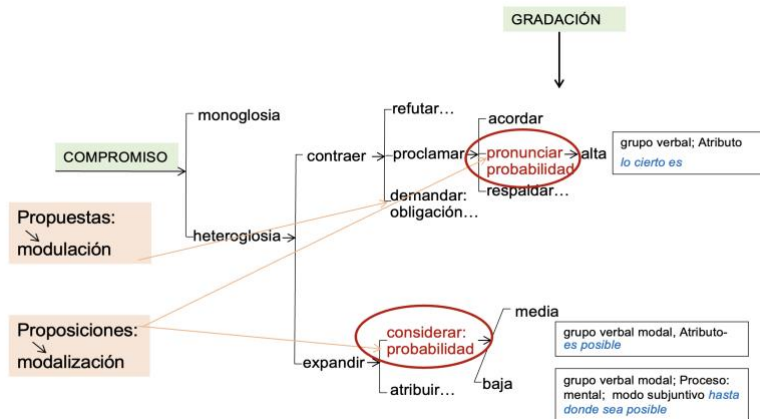 GRADACIÓN
refutar…
acordar
monoglosia
COMPROMISO
contraer
proclamar
pronunciar
probabilidad
alta
grupo verbal; Atributo
lo cierto es
respaldar…
demandar:
obligación…
Propuestas:
modulación
heteroglosia
Proposiciones:
modalización
considerar:
probabilidad
media
expandir
atribuir…
baja
grupo verbal modal, Atributo-
es posible
grupo verbal modal; Proceso:
mental; modo subjuntivo hasta
donde sea posible